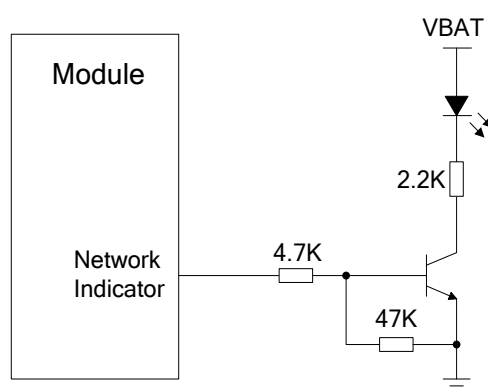 VBAT
Module
2.2K
4.7K
Network
Indicator
47K